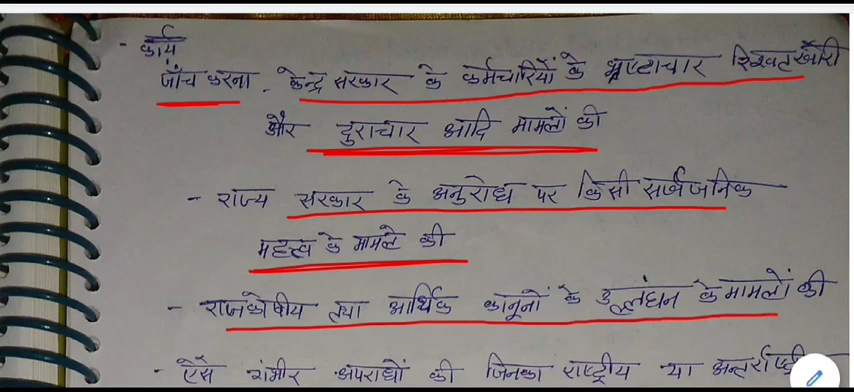 - कार्य
जाँच करना - केन्द्र सरकार के कर्मचारियों के भ्रष्टाचार रिश्वतखोरी
और दुराचार आदि मामलों की
- राज्य सरकार के अनुरोध पर किसी सार्वजनिक
महत्व के मामले की
- राजकोषीय तथा आर्थिक कानूनों के उल्लंघन के मामलों की
- ऐसे गंभीर अपराधों की जिनका राष्ट्रीय या